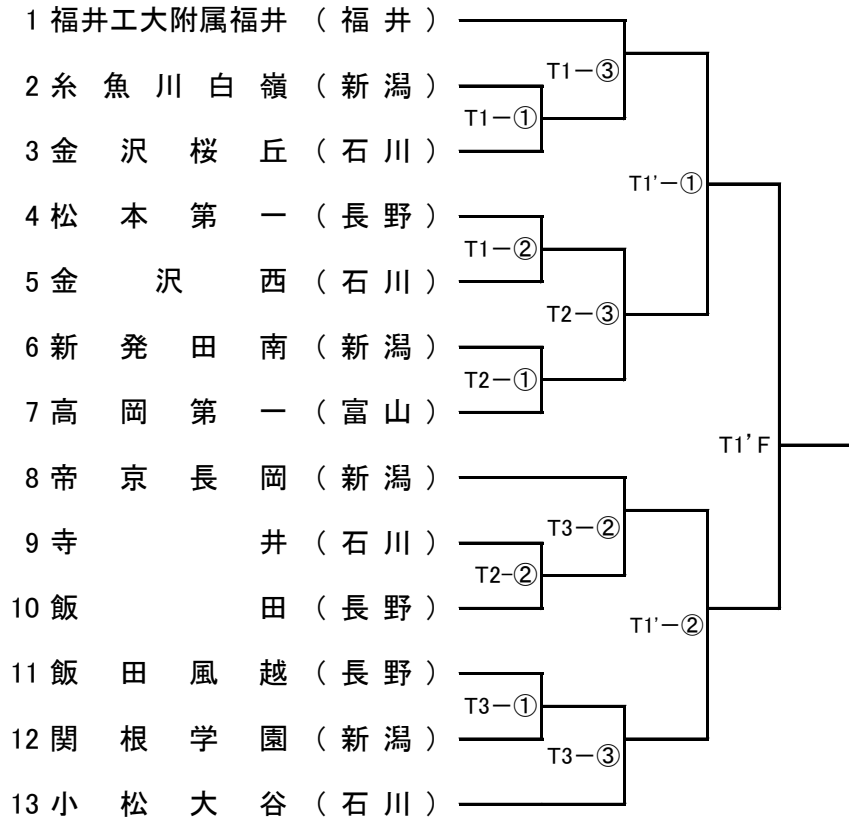 1 福井工大附属福井 （ 福 井 ）
T1－③
2 糸 魚 川 白 嶺 （ 新 潟 ）
T1－①
3 金 沢 桜 丘 （ 石 川 ）
T1'－①
4 松 本 第 一 （ 長 野 ）
T1－②
5 金 沢 西 （ 石 川 ）
T2－③
6 新 発 田 南 （ 新 潟 ）
T2－①
7 高 岡 第 一 （ 富 山 ）
T1’F
8 帝 京 長 岡 （ 新 潟 ）
T3－②
9 寺 井 （ 石 川 ）
T2-②
10 飯 田 （ 長 野 ）
T1'－②
11 飯 田 風 越 （ 長 野 ）
T3－①
12 関 根 学 園 （ 新 潟 ）
T3－③
13 小 松 大 谷 （ 石 川 ）